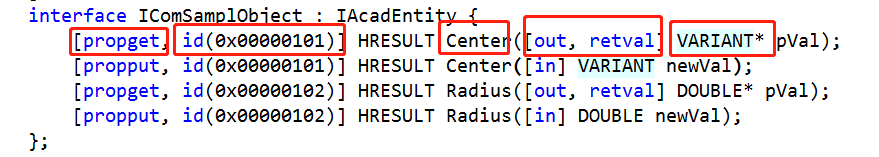 interface IComSamplObject : IAcadEntity {
[propget, id(0x00000101)] HRESULT Center([out, retval] VARIANT* pVal);
[propput, id(0x00000101)] HRESULT Center([in] VARIANT newVal);
[propget, id(0x00000102)] HRESULT Radius([out, retval] DOUBLE* pVal);
[propput, id(0x00000102)] HRESULT Radius([in] DOUBLE newVal);
};